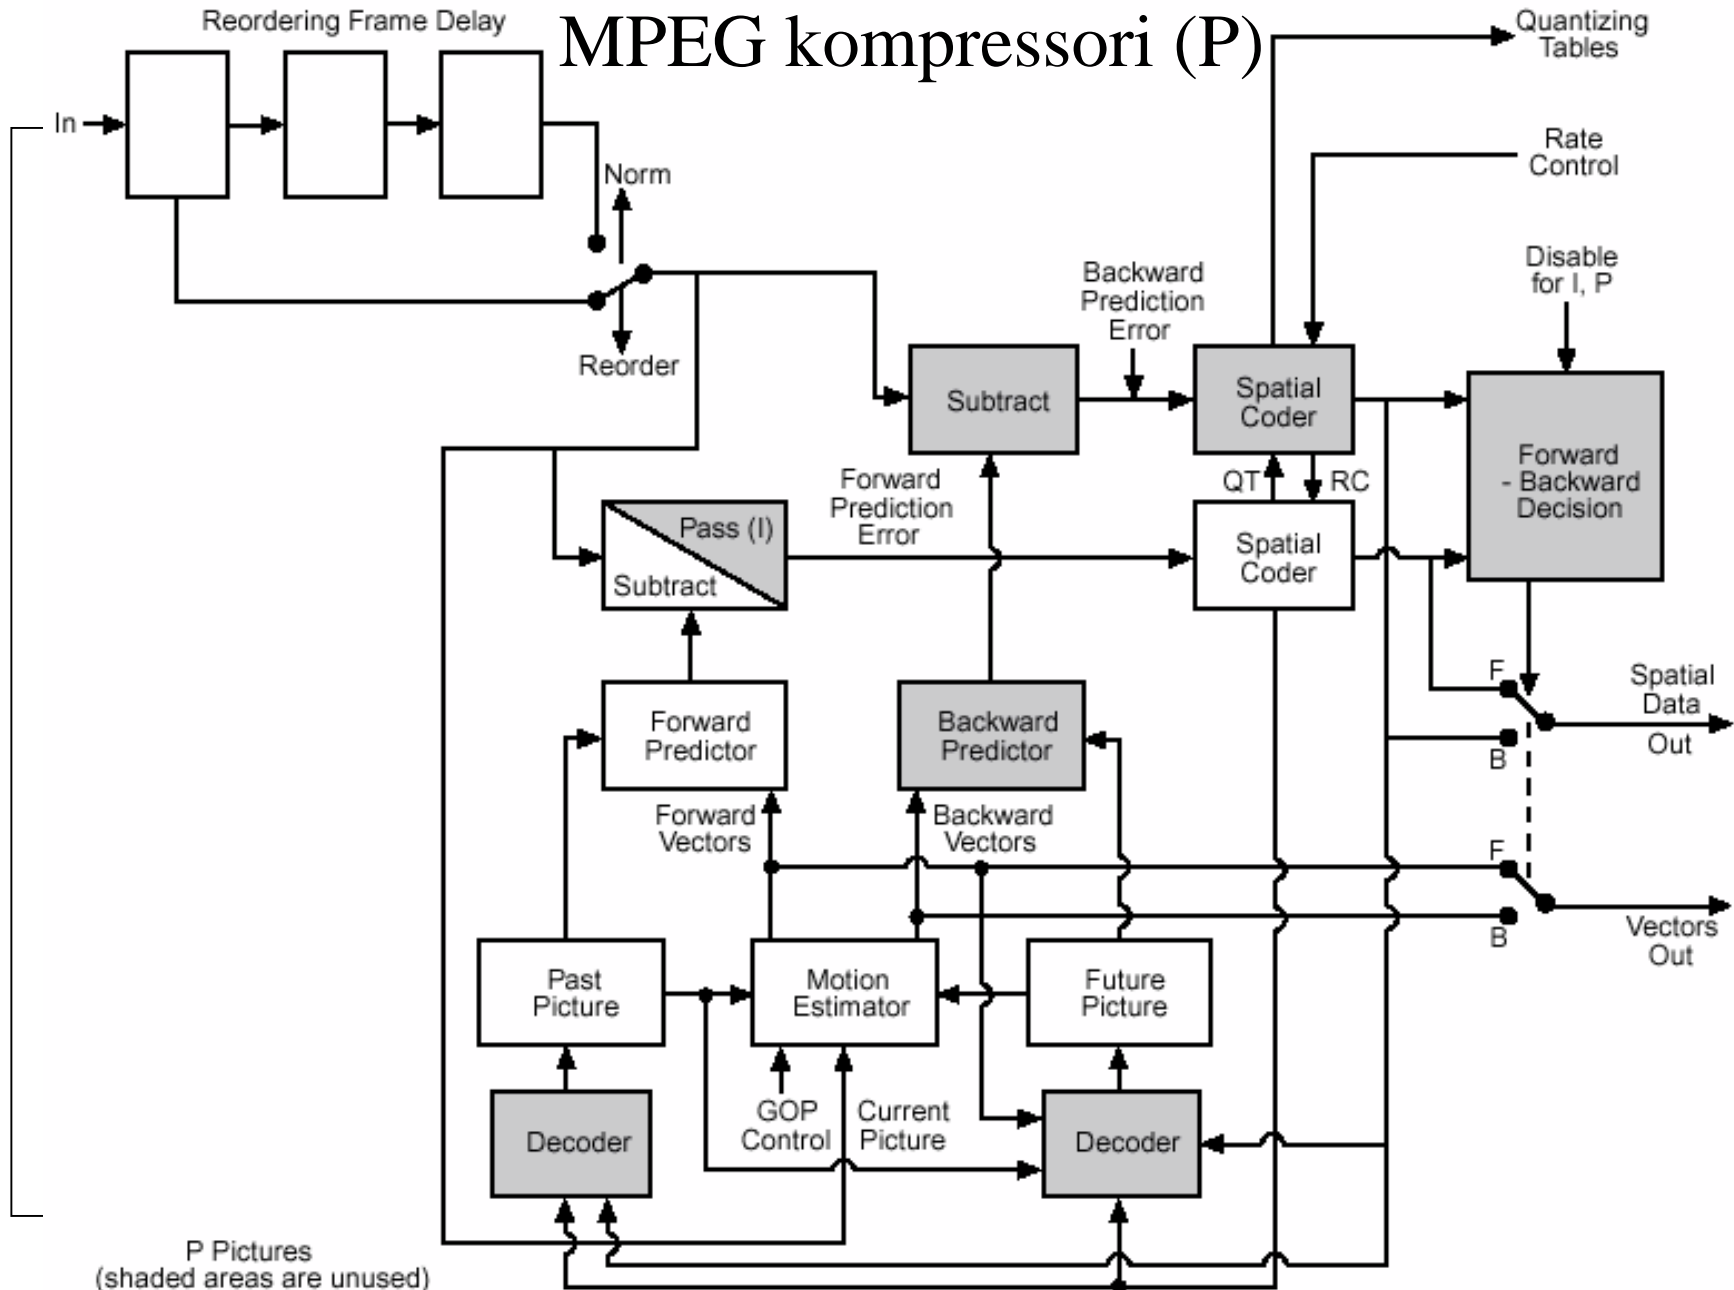 Reordering Frame Delay
MPEG kompressori (P)
Quantizing
Tables
In
Rate
Control
Norm
Reorder
Backward
Prediction
Error
Disable
for I, P
Subtract
Spatial
Coder
Forward
- Backward
Decision
QT
RC
Forward
Prediction
Error
Pass (I)
Subtract
Spatial
Coder
F
Spatial
Data
Out
B
Forward
Predictor
Backward
Predictor
Forward
Vectors
Backward
Vectors
F
B
Vectors
Out
Past
Picture
Motion
Estimator
Future
Picture
GOP
Control
Current
Picture
Decoder
Decoder
P Pictures
(shaded areas are unused)